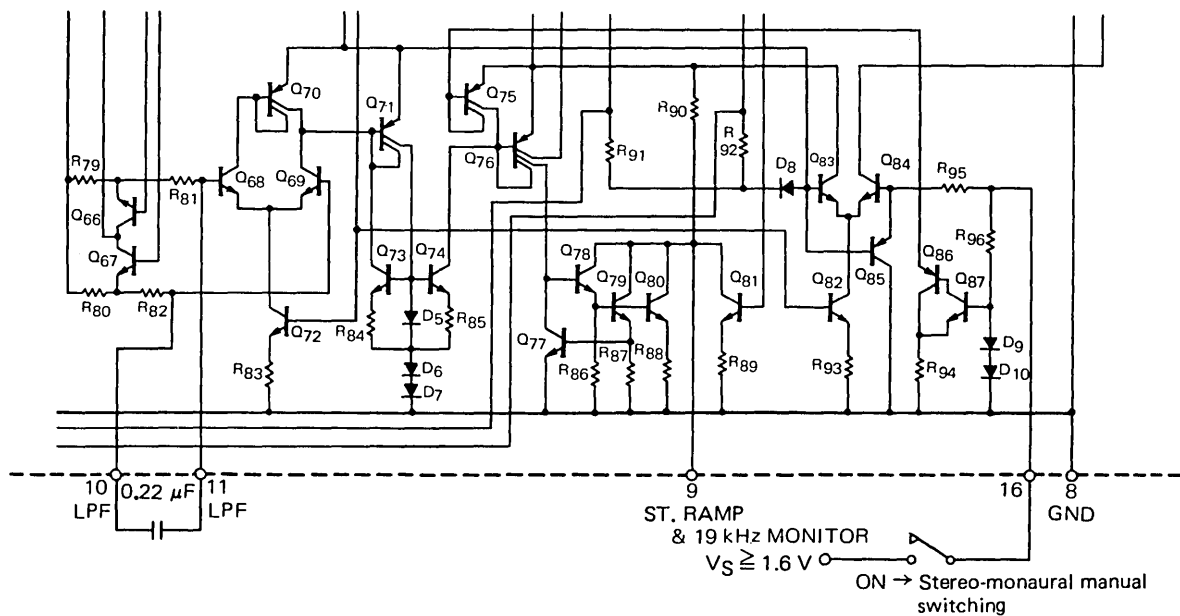 Q70
Q71
Q75
Q76
R90
R91
R92
D8
Q83
Q84
R95
R79
R81
Q68
Q69
Q66
Q67
R80
R82
Q73
Q74
Q78
Q79
Q80
Q81
Q82
Q85
Q86
R96
Q87
Q72
R84
D5
R85
Q77
R83
D6
D7
R86
R87
R88
R89
R93
R94
D9
D10
10 0.22 μF 11
LPF LPF
9
16 8
ST. RAMP GND
& 19 kHz MONITOR
VS ≧ 1.6 V
ON → Stereo-monaural manual
switching